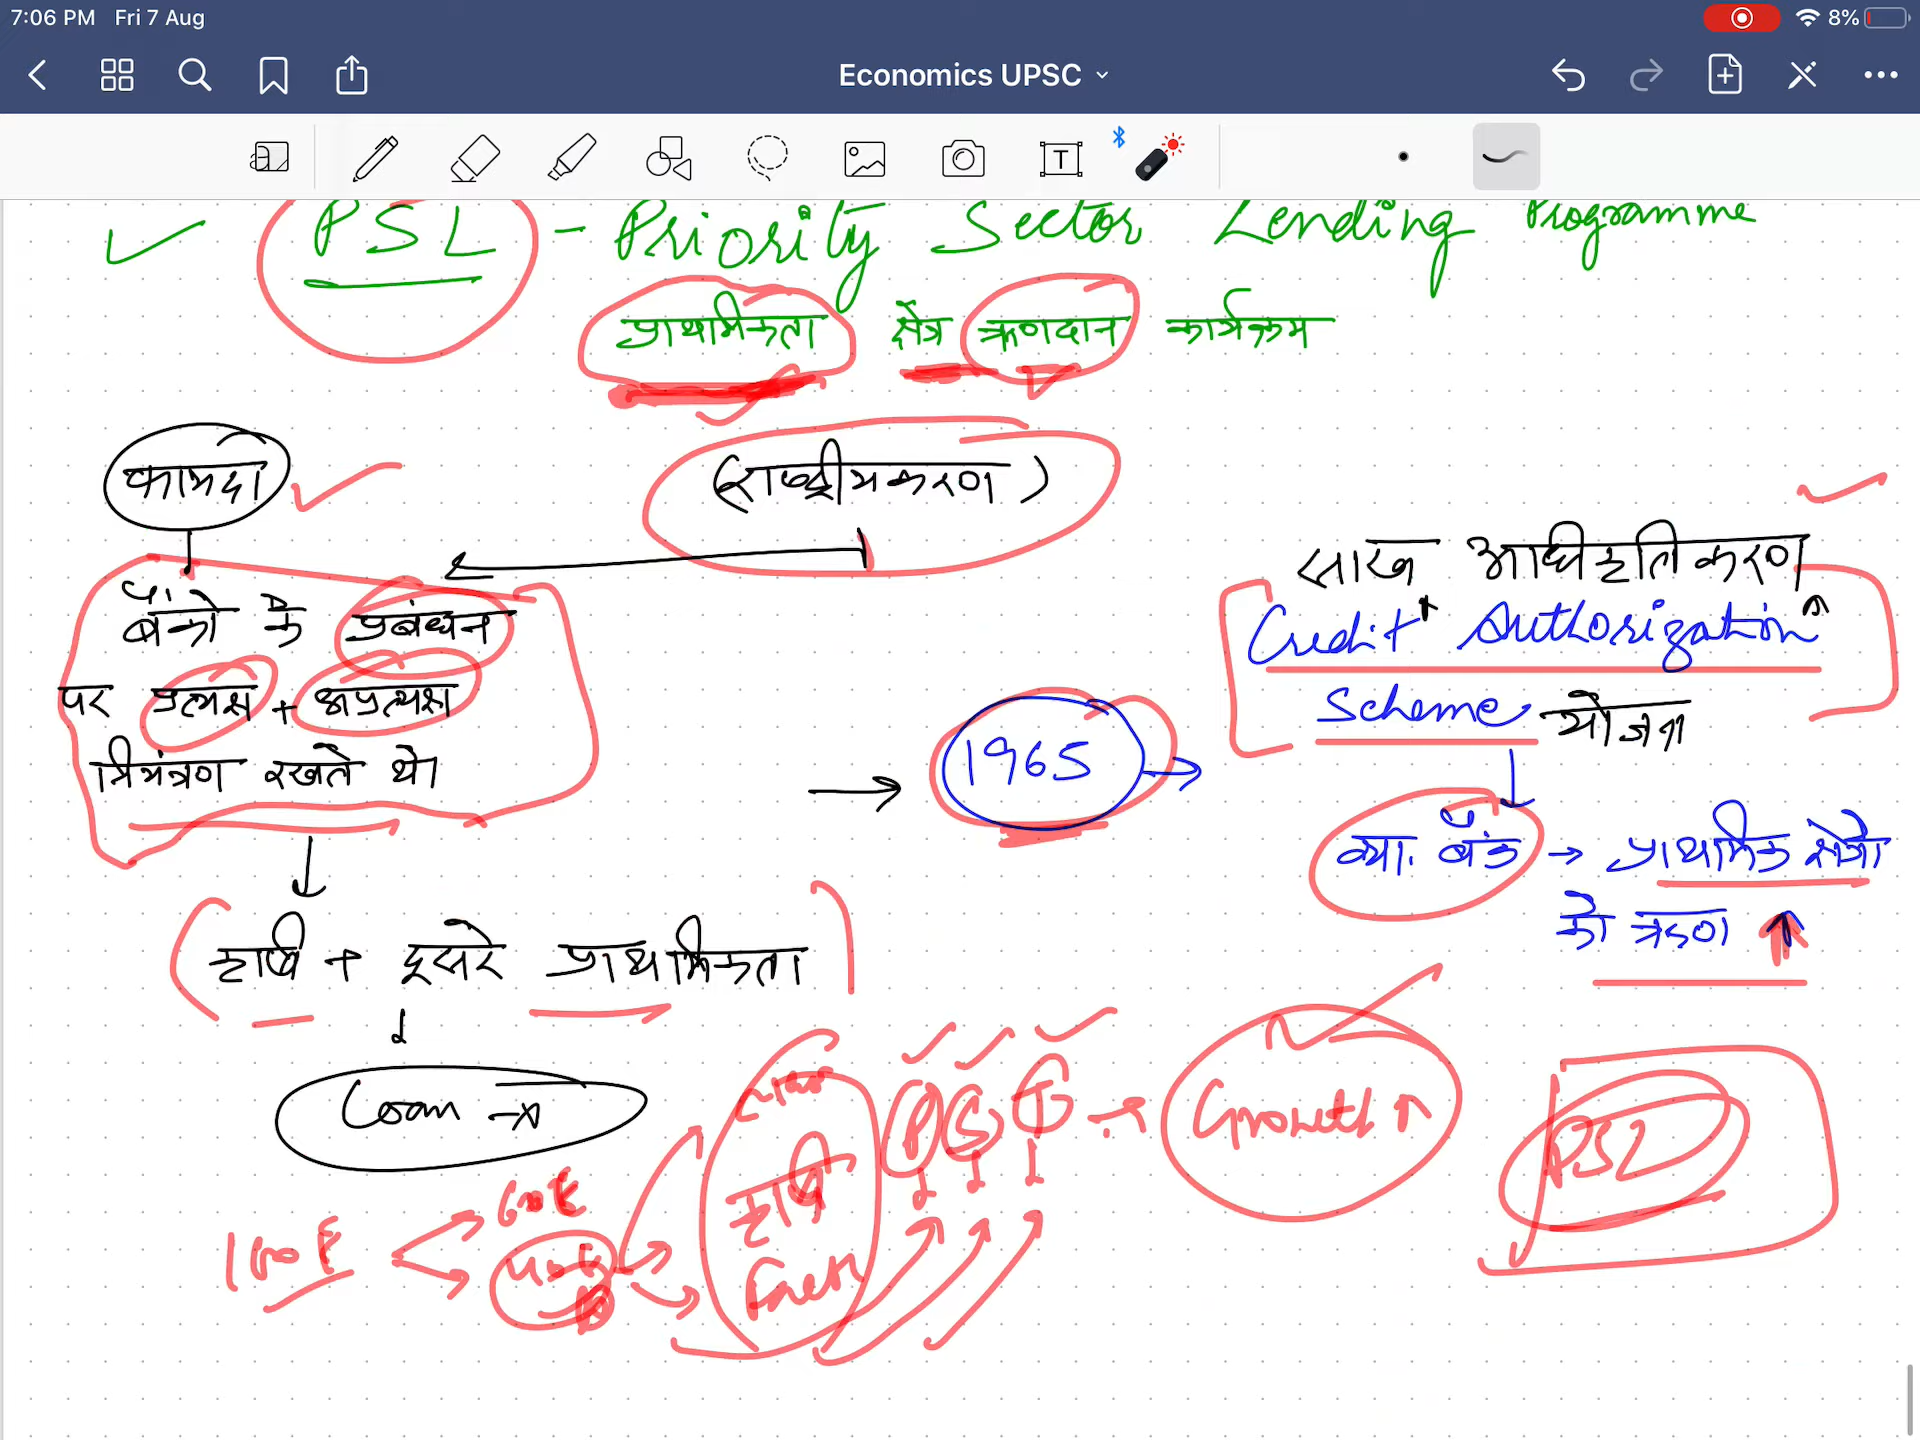 7:06 PM Fri 7 Aug
8%
Economics UPSC
T
PSL - Priority Sector Lending Programme
प्राथमिकता क्षेत्र ऋणदान कार्यक्रम
(राष्ट्रीयकरण)
बैंको के प्रबंधन
पर प्रत्यक्ष + अप्रत्यक्ष
नियंत्रण रखते थे।
कृषि + दूसरे प्राथमिकता
Loan → x
→ 1965 →
साख अधिकृतिकरण
Credit Authorization
Scheme योजना
व्या. बैंक → प्राथमिक क्षेत्रो
को ऋण ↑
P S T → Growth ↑
कृषि
PSL
100₹
60₹